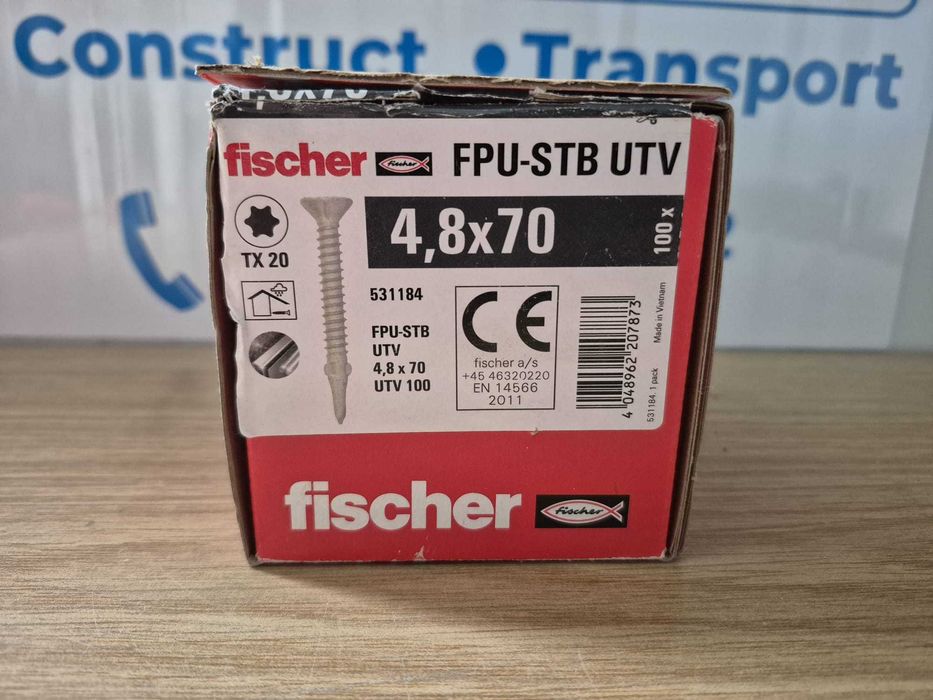 Construct • Transport
4,8x70
fischer fischer FPU-STB UTV
4,8x70
100 x
TX 20
531184
FPU-STB
UTV
4,8 x 70
UTV 100
CE
fischer a/s
+45 46320220
EN 14566
2011
4 048962 207873
531184. 1 pack
Made in Vietnam
fischer fischer